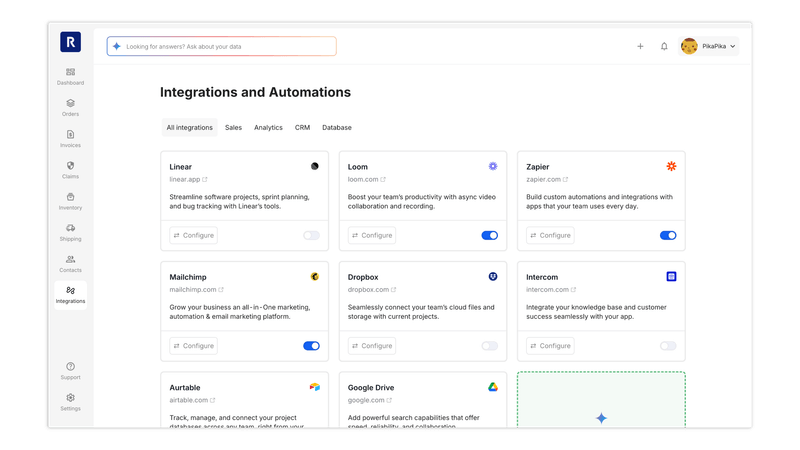 R
Looking for answers? Ask about your data
PikaPika
Dashboard
Orders
Invoices
Claims
Inventory
Shipping
Contacts
Integrations
Support
Settings
Integrations and Automations
All integrations
Sales
Analytics
CRM
Database
Linear
linear.app
Streamline software projects, sprint planning,
and bug tracking with Linear's tools.
Configure
Loom
loom.com
Boost your team's productivity with async video
collaboration and recording.
Configure
Zapier
zapier.com
Build custom automations and integrations with
apps that your team uses every day.
Configure
Mailchimp
mailchimp.com
Grow your business an all-in-One marketing,
automation & email marketing platform.
Configure
Dropbox
dropbox.com
Seamlessly connect your team's cloud files and
storage with current projects.
Configure
Intercom
intercom.com
Integrate your knowledge base and customer
success seamlessly with your app.
Configure
Aurtable
airtable.com
Track, manage, and connect your project
databases across any team, right from your
Google Drive
google.com
Add powerful search capabilities that offer
speed, reliability, and collaboration.